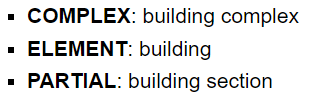 ▪ COMPLEX: building complex
▪ ELEMENT: building
▪ PARTIAL: building section